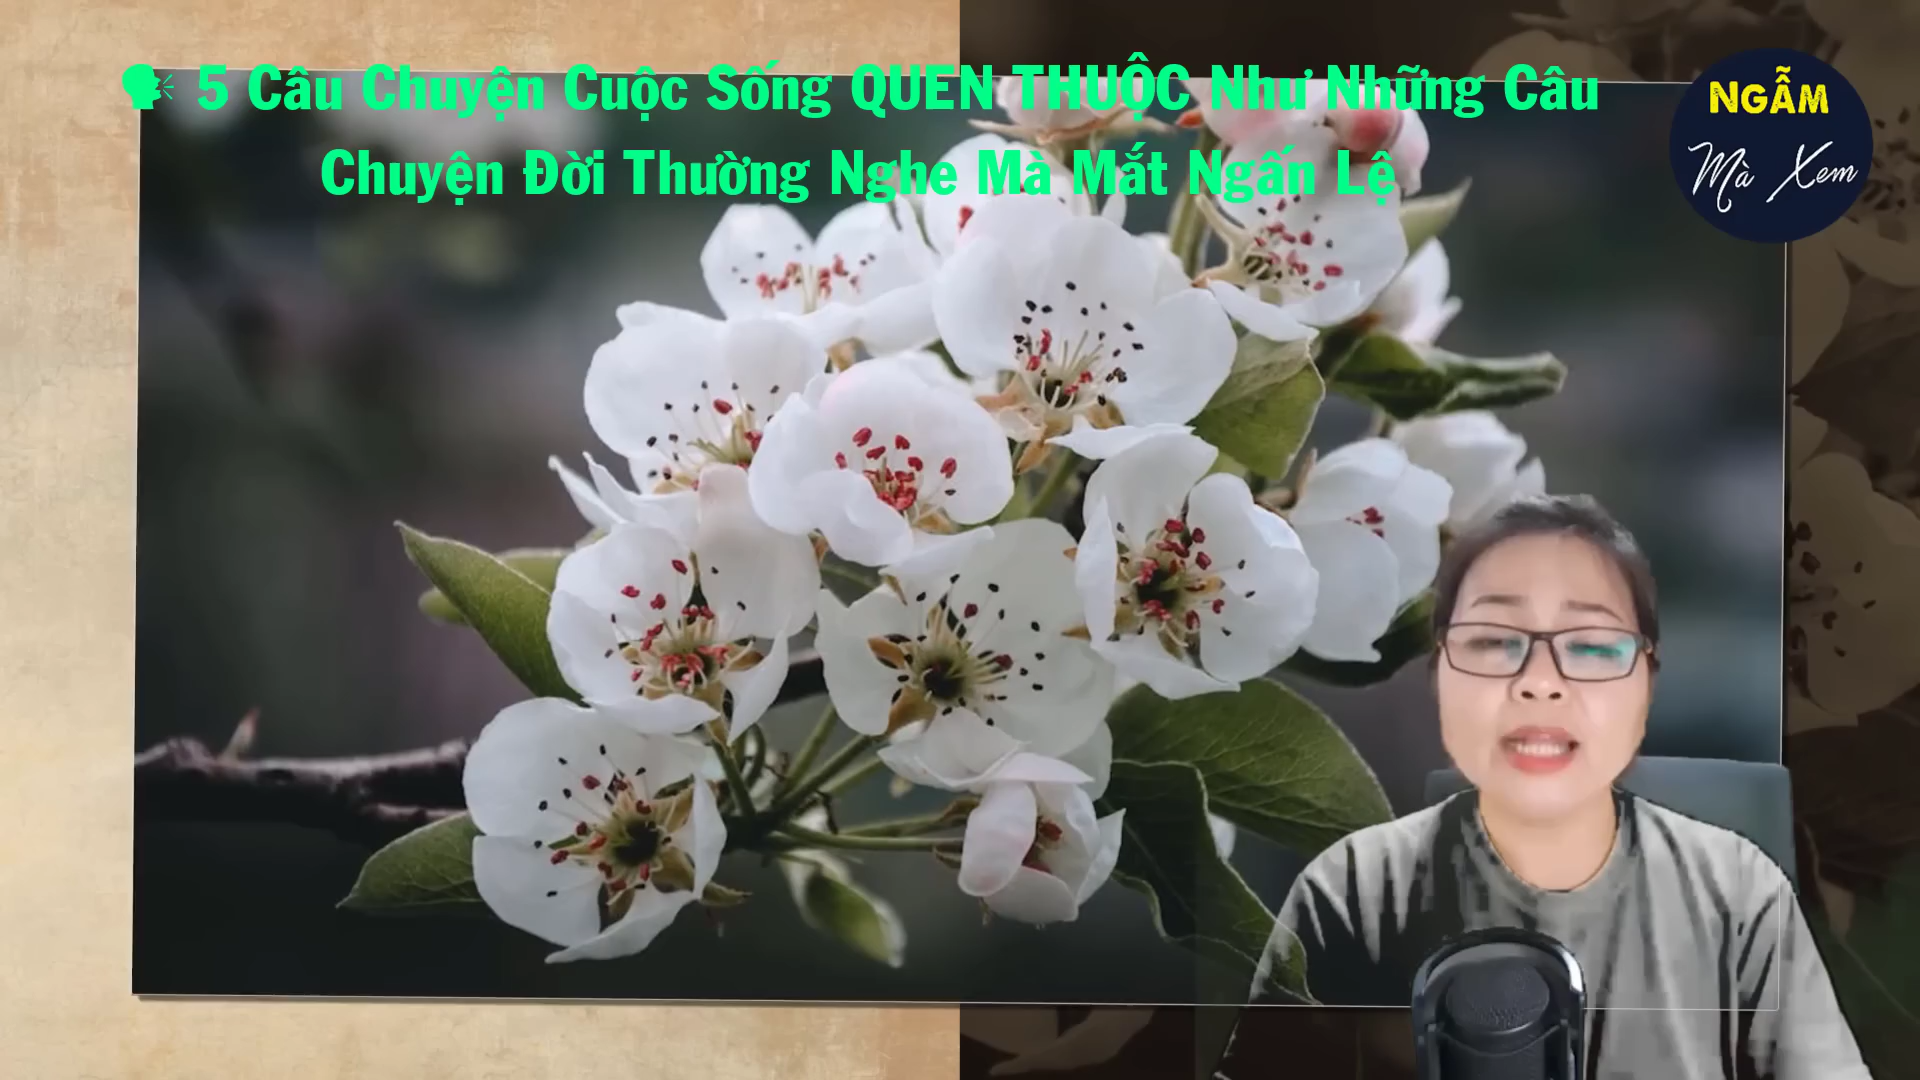 🗣 5 Câu Chuyện Cuộc Sống QUEN THUỘC Như Những Câu
Chuyện Đời Thường Nghe Mà Mắt Ngấn Lệ
NGẪM
Mà Xem